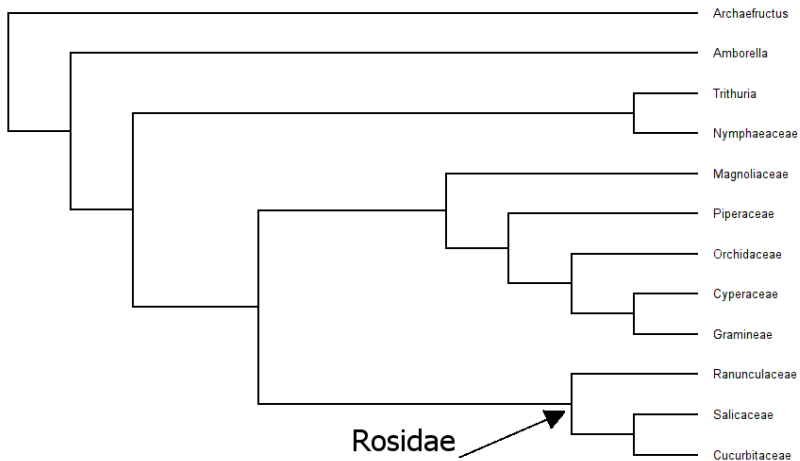 Archaefructus
Amborella
Trithuria
Nymphaeaceae
Magnoliaceae
Piperaceae
Orchidaceae
Cyperaceae
Gramineae
Ranunculaceae
Salicaceae
Rosidae
Cucurbitaceae